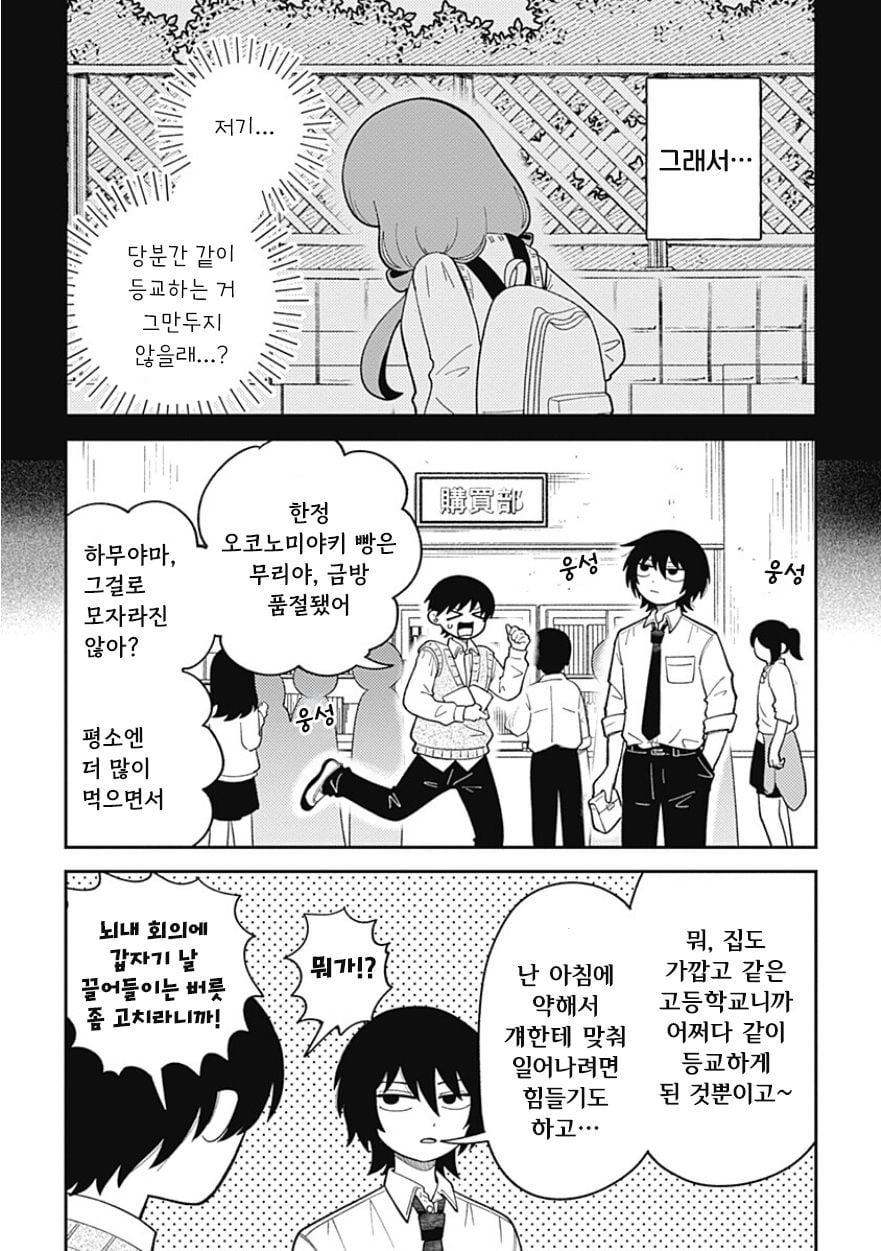 그래서…
저기…
당분간 같이
등교하는 거
그만두지
않을래…?
購買部
웅성
웅성
한정
오코노미야키 빵은
무리야, 금방
품절됐어
웅성
하무야마,
그걸로
모자라진
않아?
평소엔
더 많이
먹으면서
뭐, 집도
가깝고 같은
고등학교니까
어쩌다 같이
등교하게
된 것뿐이고~
난 아침에
약해서
걔한테 맞춰
일어나려면
힘들기도
하고…
뭐가!?
뇌내 회의에
갑자기 날
끌어들이는 버릇
좀 고치라니까!